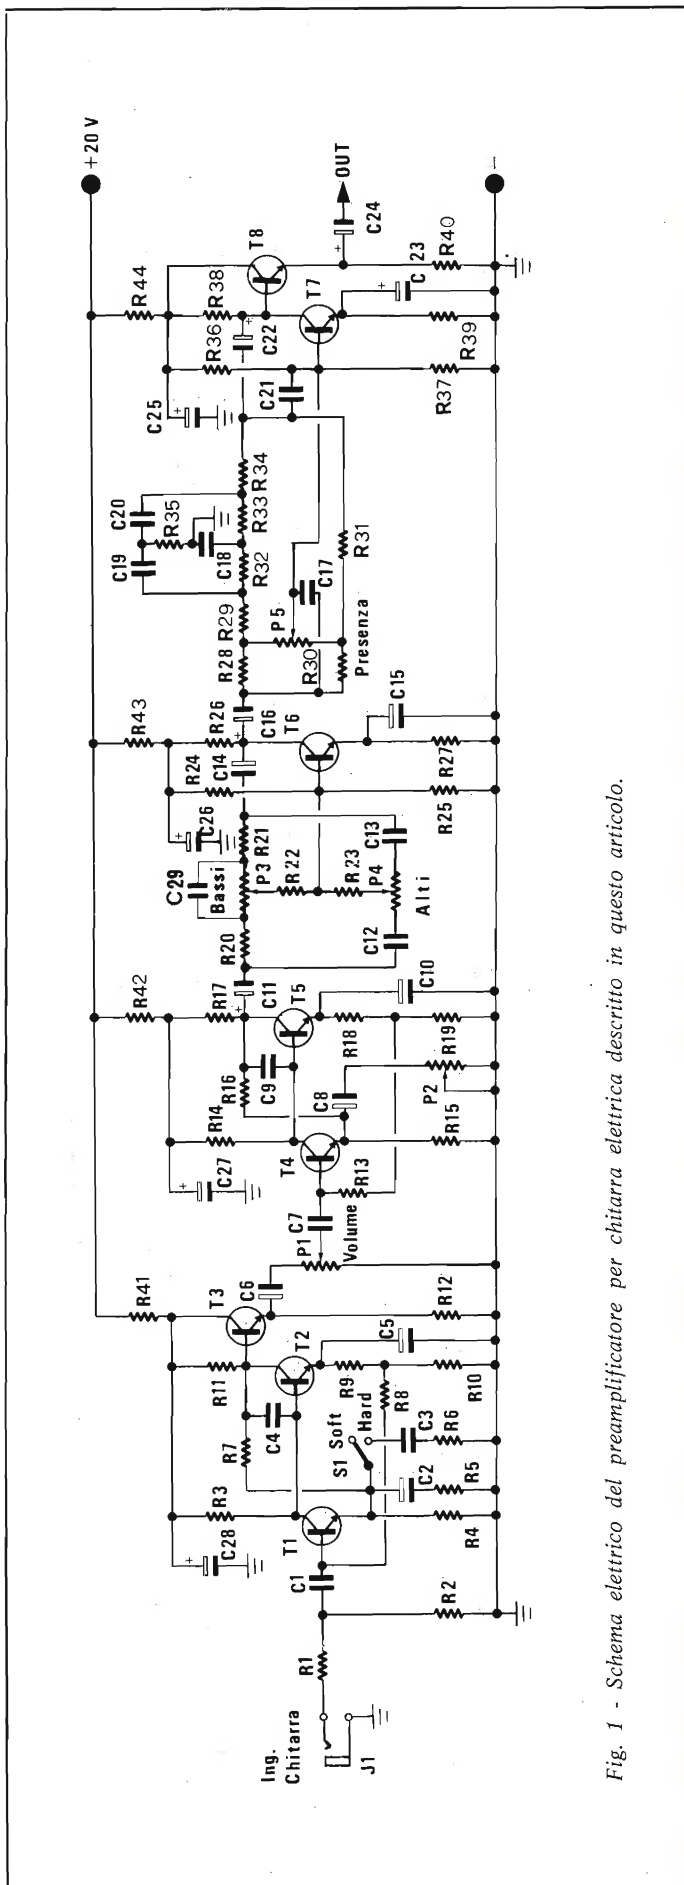 +20 V
R41
R42
R43
R44
C28
R3
R7
R11
T3
C4
T2
C6
C27
R14
R16
R17
C9
C11
T5
C29
Bassi
R20
P3
R21
C26
R24
C14
R26
C16
T6
R22
R23
P4
Alti
C12
C13
R28
R29
C19
C20
R35
C18
R32
R33
R34
C25
R36
R38
C22
T8
C21
T7
OUT
C24
P5
C17
R30
R31
Presenza
Ing.
Chitarra
J1
R1
C1
T1
R2
S1
Soft
Hard
R9
R8
C5
R12
P1
Volume
C7
T4
R13
C8
R18
C10
R4
C2
R5
C3
R6
R10
R15
P2
R19
R25
R27
C15
R37
R39
C23
R40
−
Fig. 1 - Schema elettrico del preamplificatore per chitarra elettrica descritto in questo articolo.